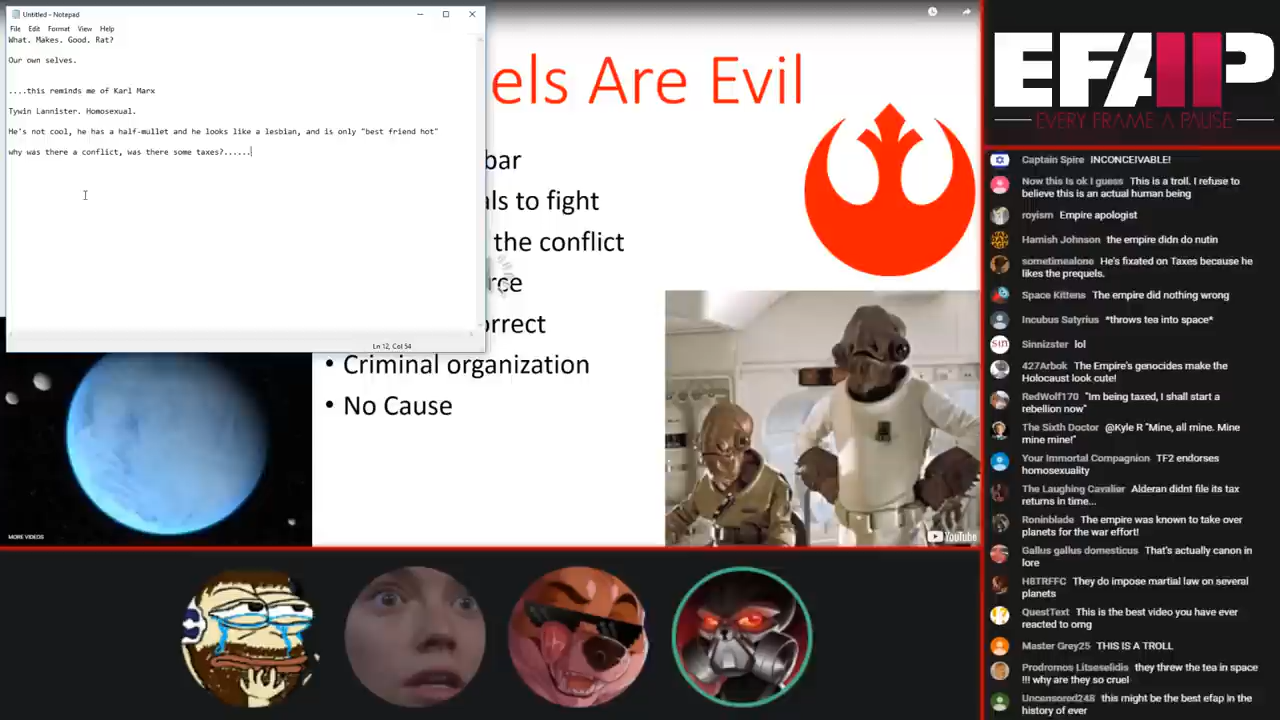 Untitled - Notepad
File Edit Format View Help
What. Makes. Good. Rat?
Our own selves.
....this reminds me of Karl Marx
Tywin Lannister. Homosexual.
He's not cool, he has a half-mullet and he looks like a lesbian, and is only "best friend hot"
why was there a conflict, was there some taxes?......
Ln 12, Col 54
els Are Evil
bar
als to fight
the conflict
rce
orrect
• Criminal organization
• No Cause
MORE VIDEOS
YouTube
EFAP
EVERY FRAME A PAUSE
Captain Spire INCONCEIVABLE!
Now this is ok I guess This is a troll. I refuse to
believe this is an actual human being
royism Empire apologist
Hamish Johnson the empire didn do nutin
sometimealone He's fixated on Taxes because he
likes the prequels.
Space Kittens The empire did nothing wrong
Incubus Satyrius *throws tea into space*
Sinnizster lol
427Arbok The Empire's genocides make the
Holocaust look cute!
RedWolf170 "Im being taxed, I shall start a
rebellion now"
The Sixth Doctor @Kyle R "Mine, all mine. Mine
mine mine!"
Your Immortal Compagnion TF2 endorses
homosexuality
The Laughing Cavalier Alderan didnt file its tax
returns in time...
Roninblade The empire was known to take over
planets for the war effort!
Gallus gallus domesticus That's actually canon in
lore
H8TRFFC They do impose martial law on several
planets
QuestText This is the best video you have ever
reacted to omg
Master Grey25 THIS IS A TROLL
Prodromos Litseselidis they threw the tea in space
!!! why are they so cruel
Uncensored248 this might be the best efap in the
history of ever